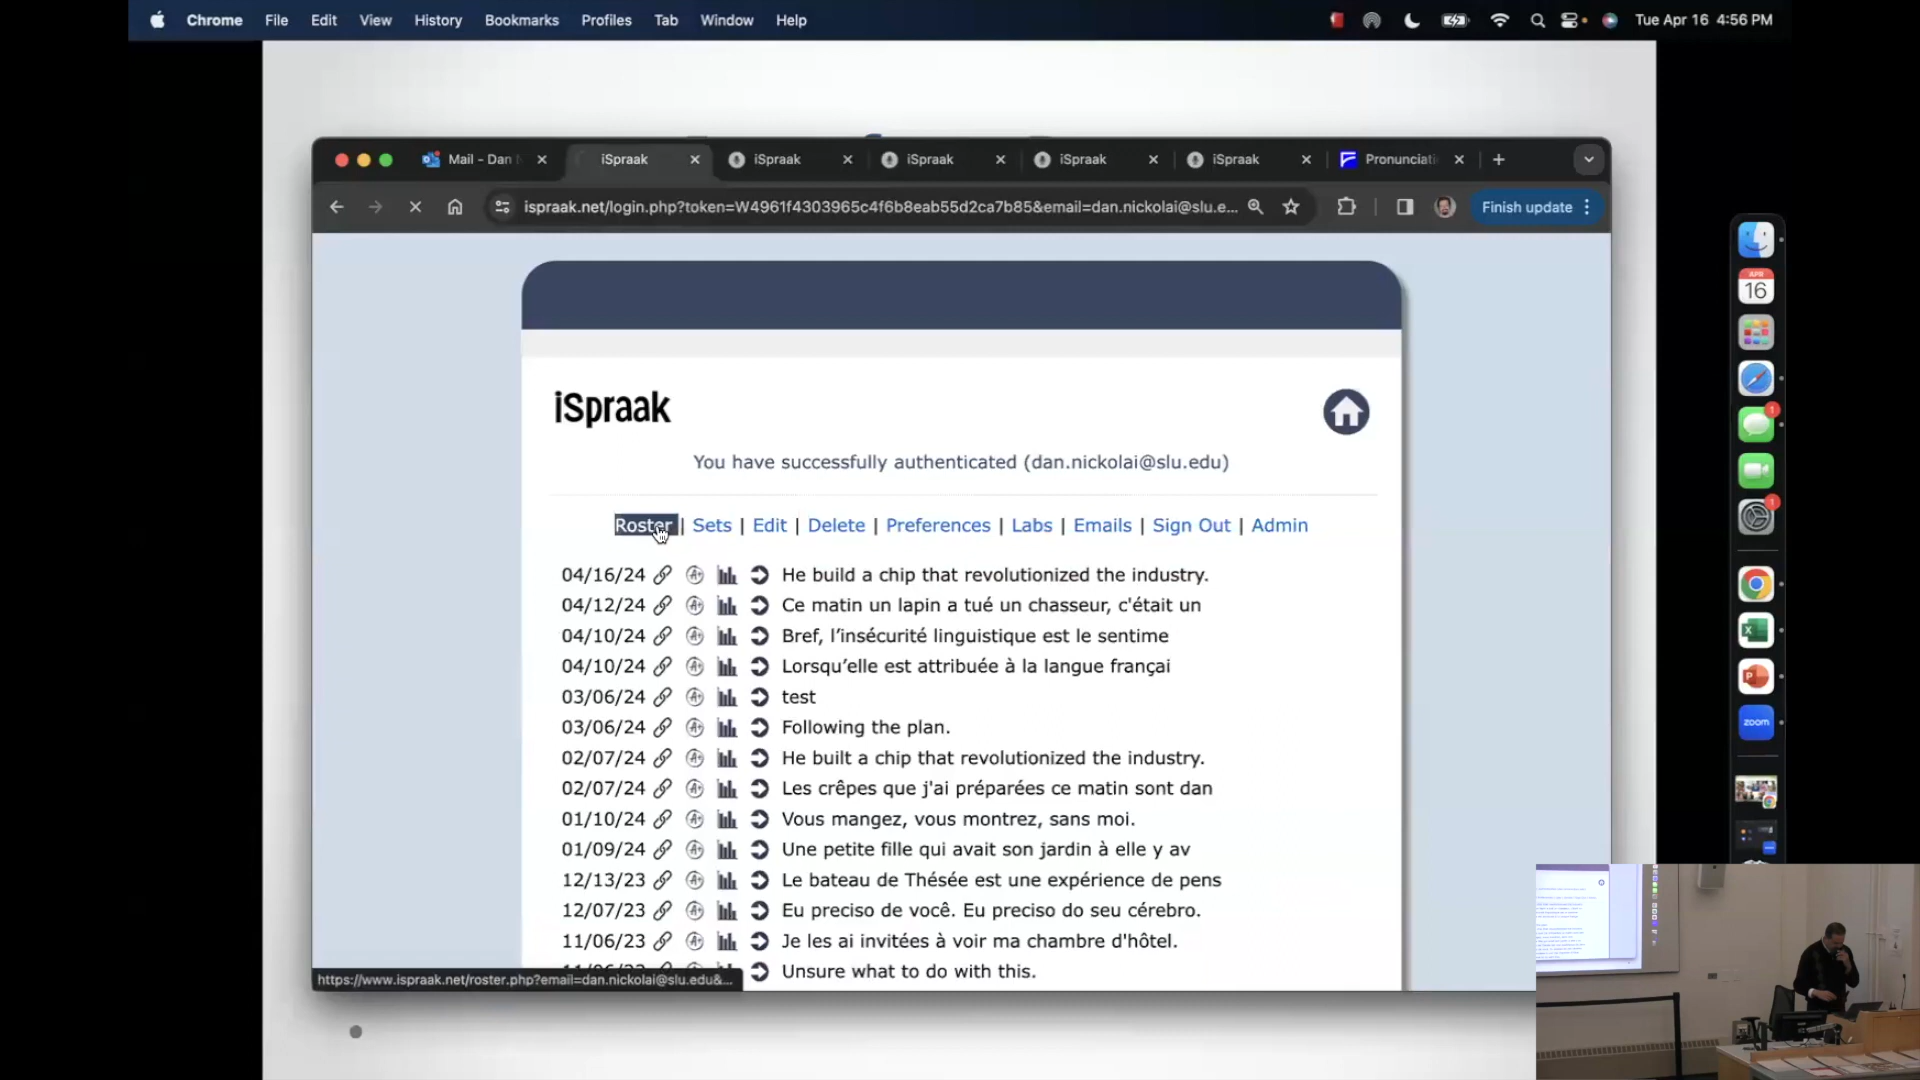 Chrome File Edit View History Bookmarks Profiles Tab Window Help Tue Apr 16 4:56 PM
Mail - Dan iSpraak iSpraak iSpraak iSpraak iSpraak Pronunciati
ispraak.net/login.php?token=W4961f4303965c4f6b8eab55d2ca7b85&email=dan.nickolai@slu.e... Finish update
APR
16
iSpraak
You have successfully authenticated (dan.nickolai@slu.edu)
Roster | Sets | Edit | Delete | Preferences | Labs | Emails | Sign Out | Admin
04/16/24 A+ He build a chip that revolutionized the industry.
04/12/24 A+ Ce matin un lapin a tué un chasseur, c'était un
04/10/24 A+ Bref, l’insécurité linguistique est le sentime
04/10/24 A+ Lorsqu’elle est attribuée à la langue françai
03/06/24 A+ test
03/06/24 A+ Following the plan.
02/07/24 A+ He built a chip that revolutionized the industry.
02/07/24 A+ Les crêpes que j'ai préparées ce matin sont dan
01/10/24 A+ Vous mangez, vous montrez, sans moi.
01/09/24 A+ Une petite fille qui avait son jardin à elle y av
12/13/23 A+ Le bateau de Thésée est une expérience de pens
12/07/23 A+ Eu preciso de você. Eu preciso do seu cérebro.
11/06/23 A+ Je les ai invitées à voir ma chambre d'hôtel.
Unsure what to do with this.
https://www.ispraak.net/roster.php?email=dan.nickolai@slu.edu&...
1
1
zoom